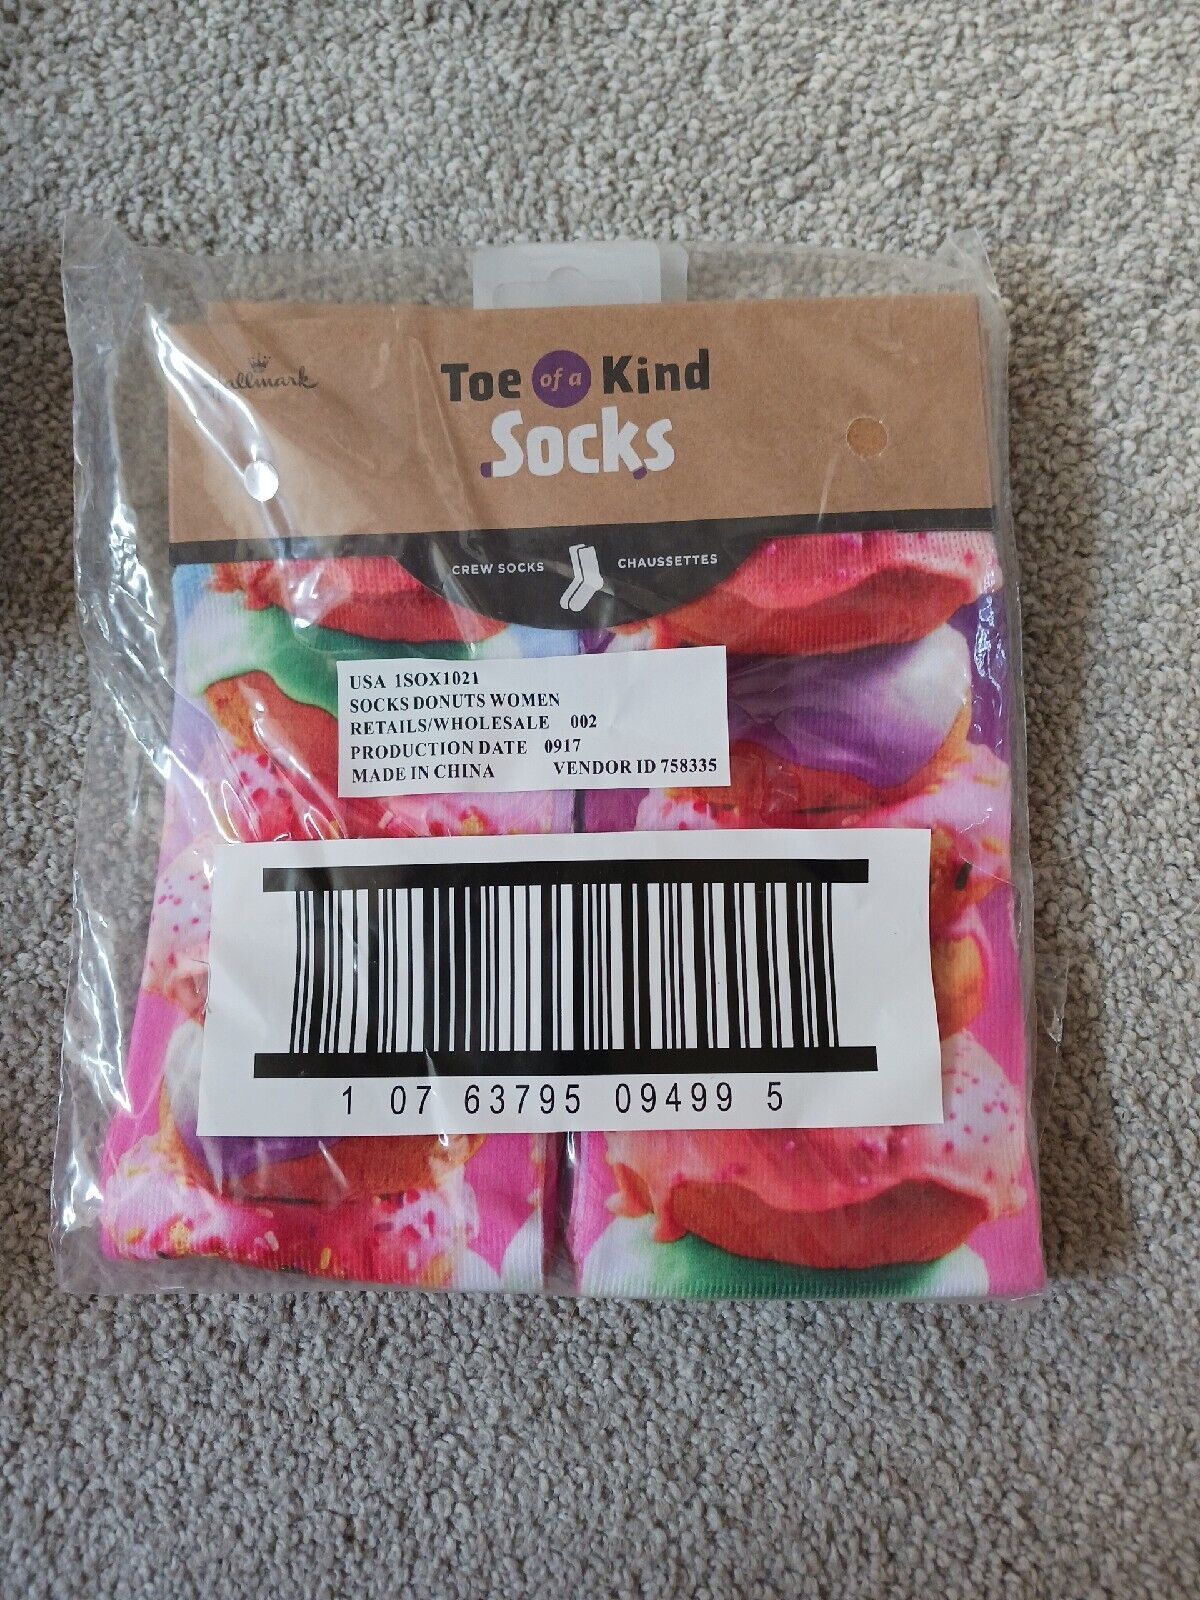 Hallmark
Toe of a Kind
Socks
CREW SOCKS CHAUSSETTES
USA 1SOX1021
SOCKS DONUTS WOMEN
RETAILS/WHOLESALE 002
PRODUCTION DATE 0917
MADE IN CHINA VENDOR ID 758335
1 07 63795 09499 5